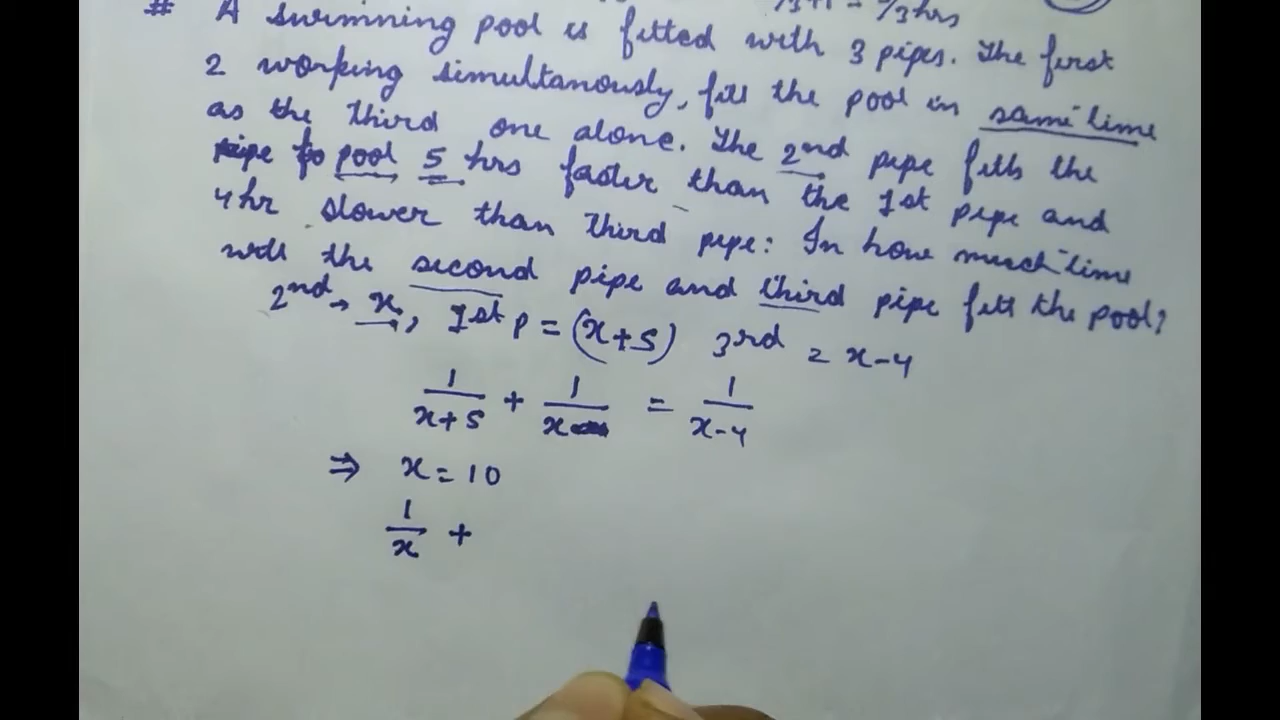 # A swimming pool is fitted with 3 pipes. The first
2 working simultanously, fill the pool in same time
as the third one alone. The 2nd pipe fills the
pool 5 hrs faster than the 1st pipe and
4hr slower than third pipe: In how much time
will the second pipe and third pipe fill the pool?
2nd → x, 1st p = (x+5) 3rd = x-4
1/x+5 + 1/x = 1/x-4
⇒ x = 10
1/x +